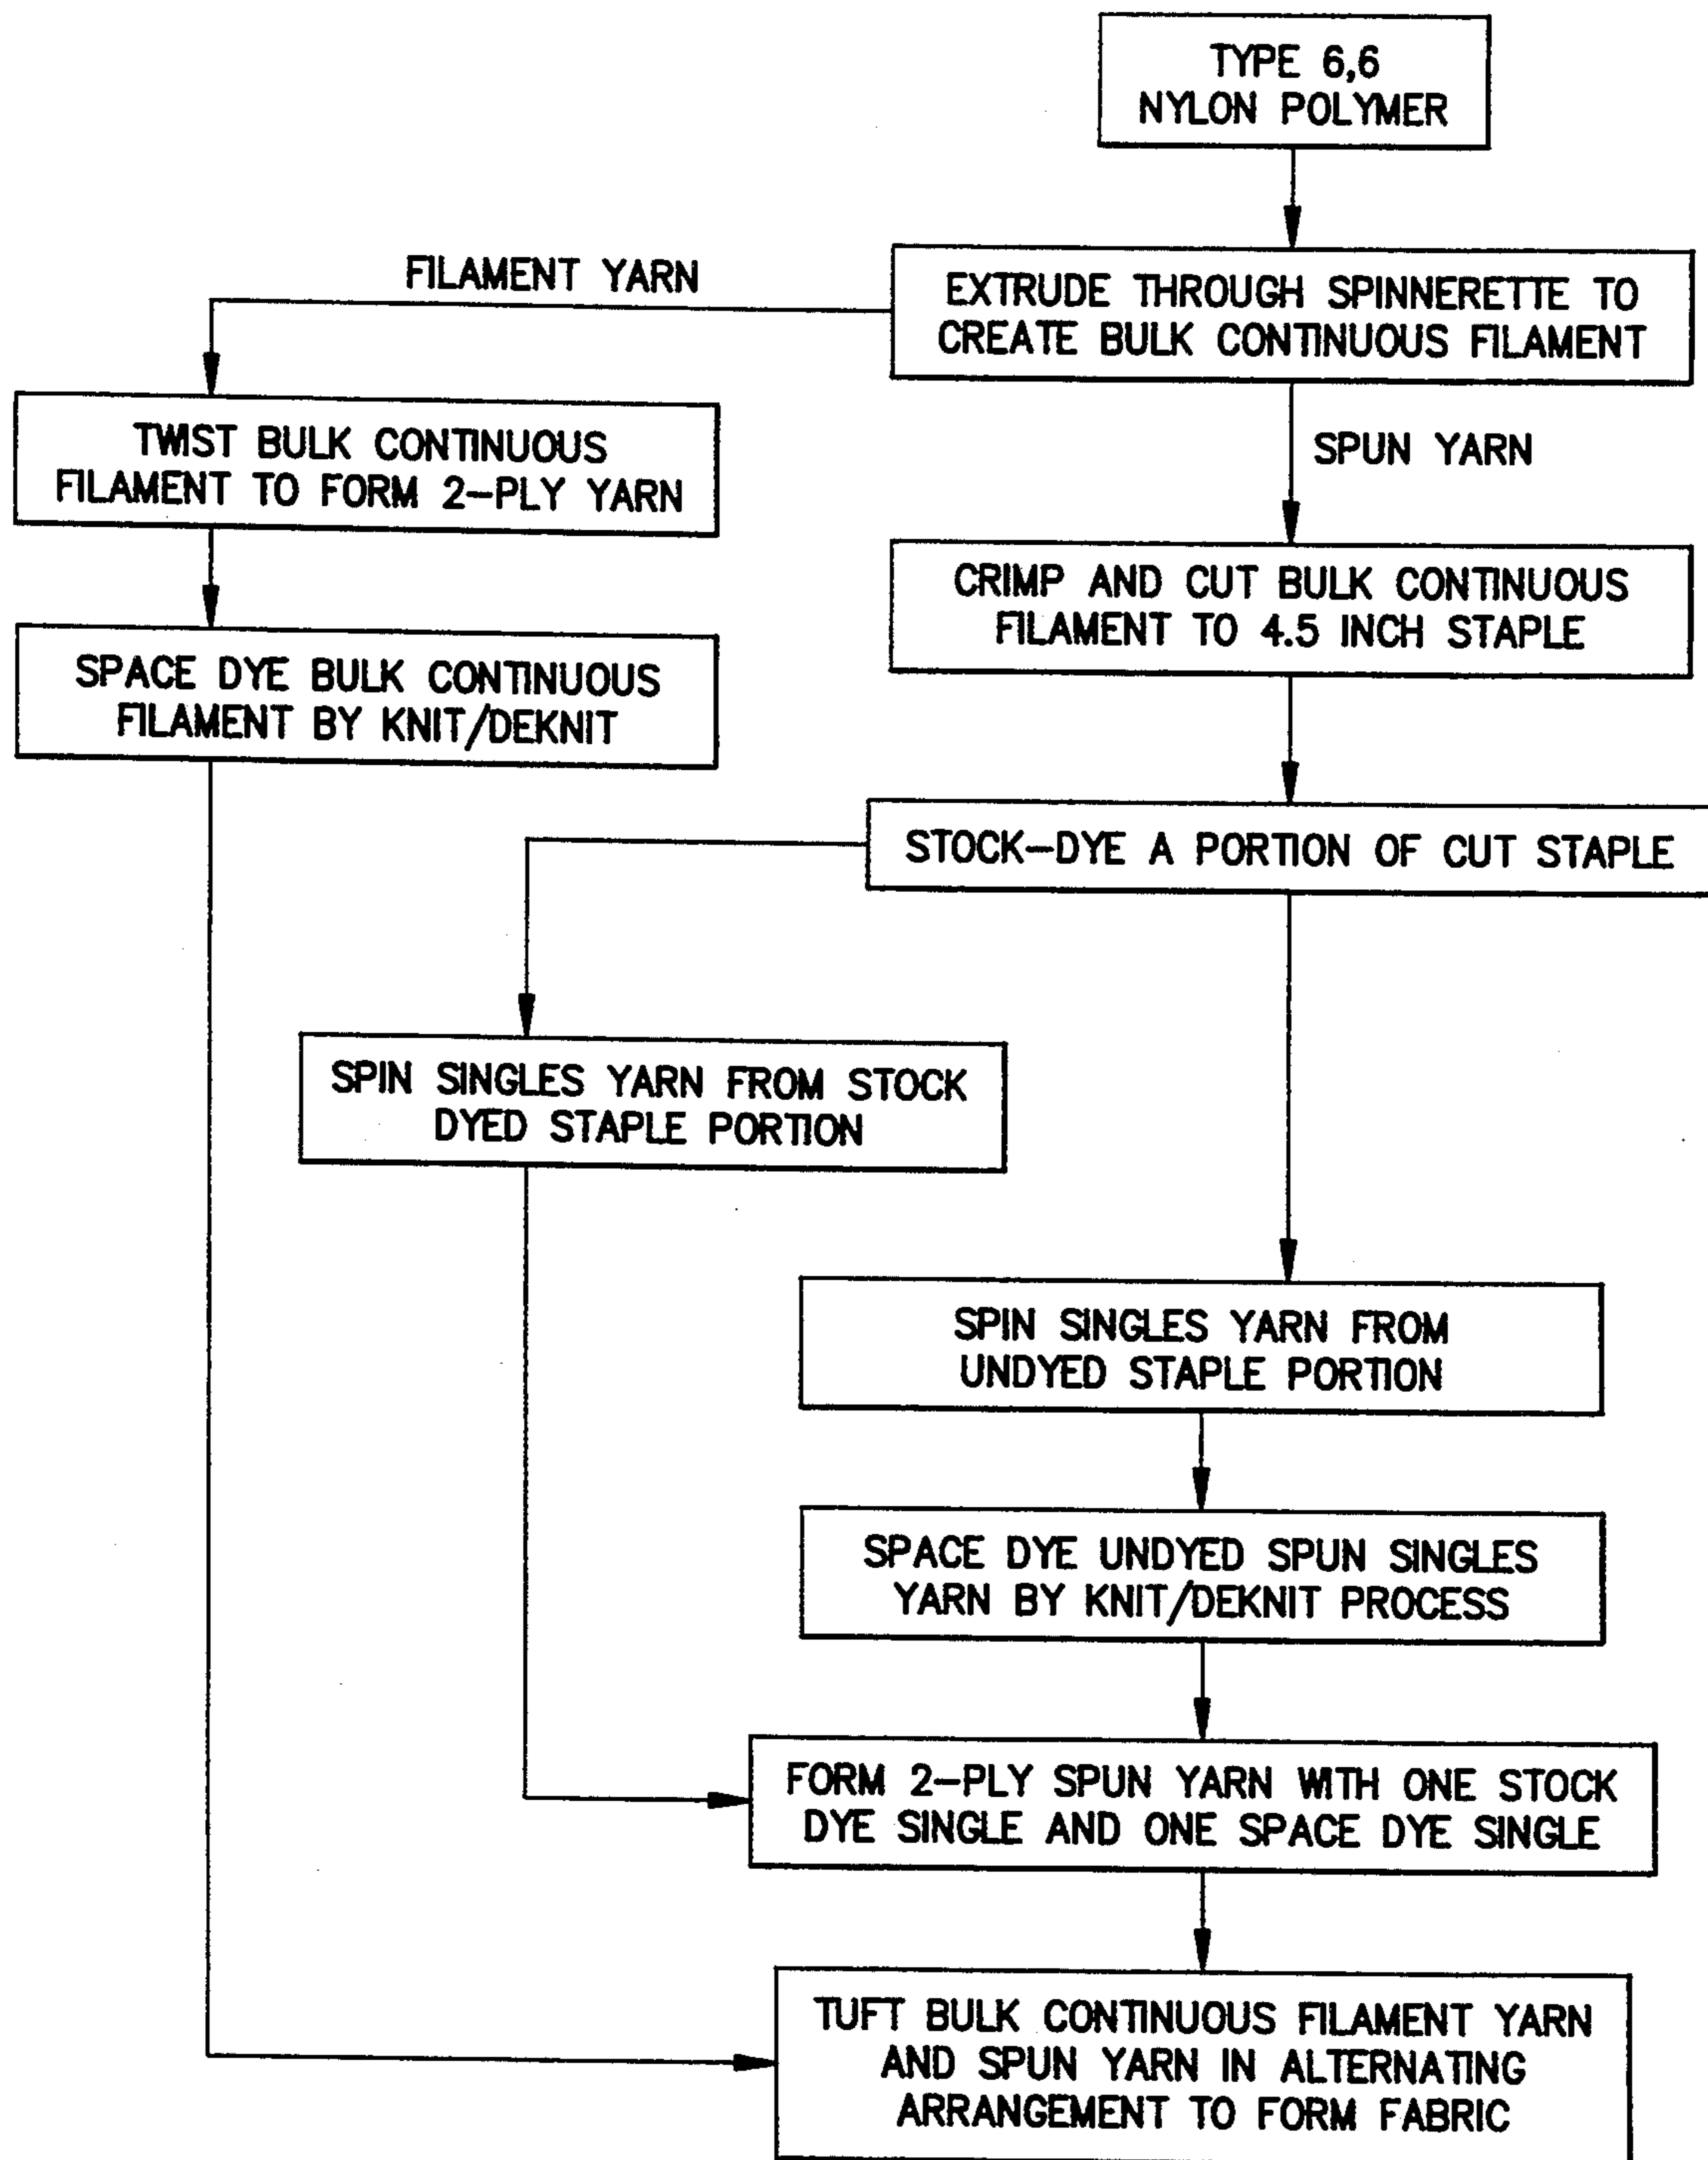 TYPE 6,6
NYLON POLYMER
FILAMENT YARN
EXTRUDE THROUGH SPINNERETTE TO
CREATE BULK CONTINUOUS FILAMENT
TWIST BULK CONTINUOUS
FILAMENT TO FORM 2-PLY YARN
SPUN YARN
CRIMP AND CUT BULK CONTINUOUS
FILAMENT TO 4.5 INCH STAPLE
SPACE DYE BULK CONTINUOUS
FILAMENT BY KNIT/DEKNIT
STOCK-DYE A PORTION OF CUT STAPLE
SPIN SINGLES YARN FROM STOCK
DYED STAPLE PORTION
SPIN SINGLES YARN FROM
UNDYED STAPLE PORTION
SPACE DYE UNDYED SPUN SINGLES
YARN BY KNIT/DEKNIT PROCESS
FORM 2-PLY SPUN YARN WITH ONE STOCK
DYE SINGLE AND ONE SPACE DYE SINGLE
TUFT BULK CONTINUOUS FILAMENT YARN
AND SPUN YARN IN ALTERNATING
ARRANGEMENT TO FORM FABRIC